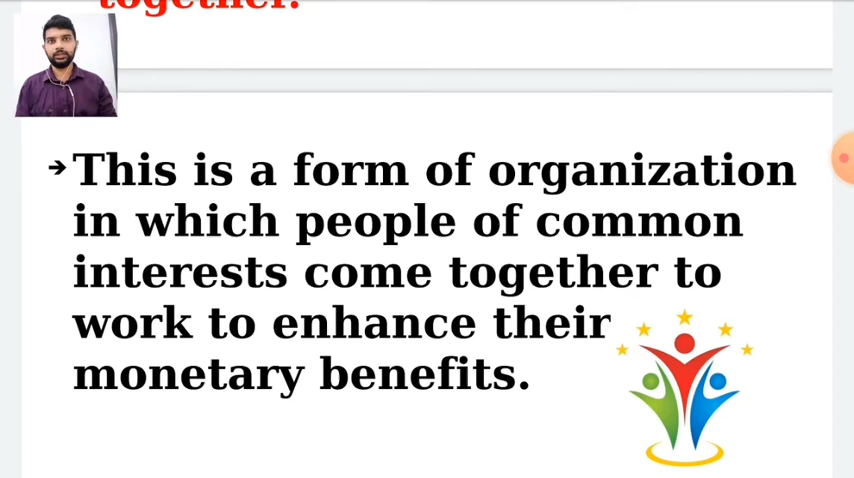 together.
➔This is a form of organization
in which people of common
interests come together to
work to enhance their
monetary benefits.